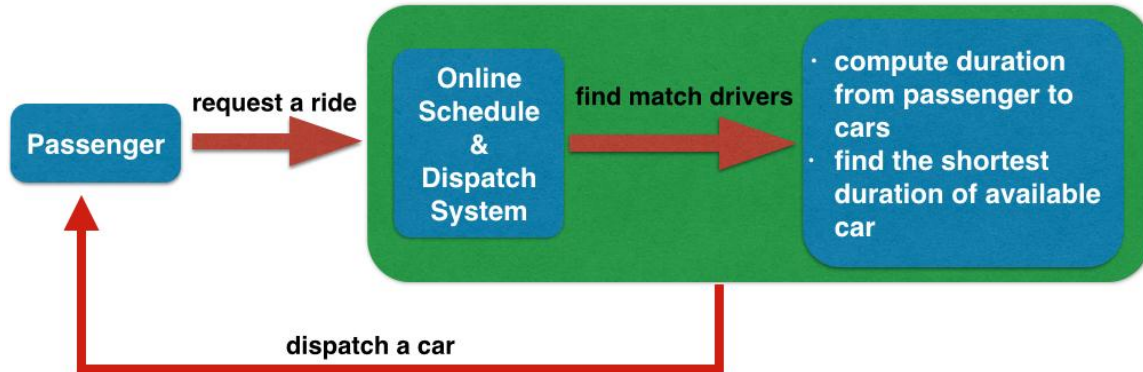 Passenger
request a ride
Online
Schedule
&
Dispatch
System
find match drivers
· compute duration
from passenger to
cars
· find the shortest
duration of available
car
dispatch a car